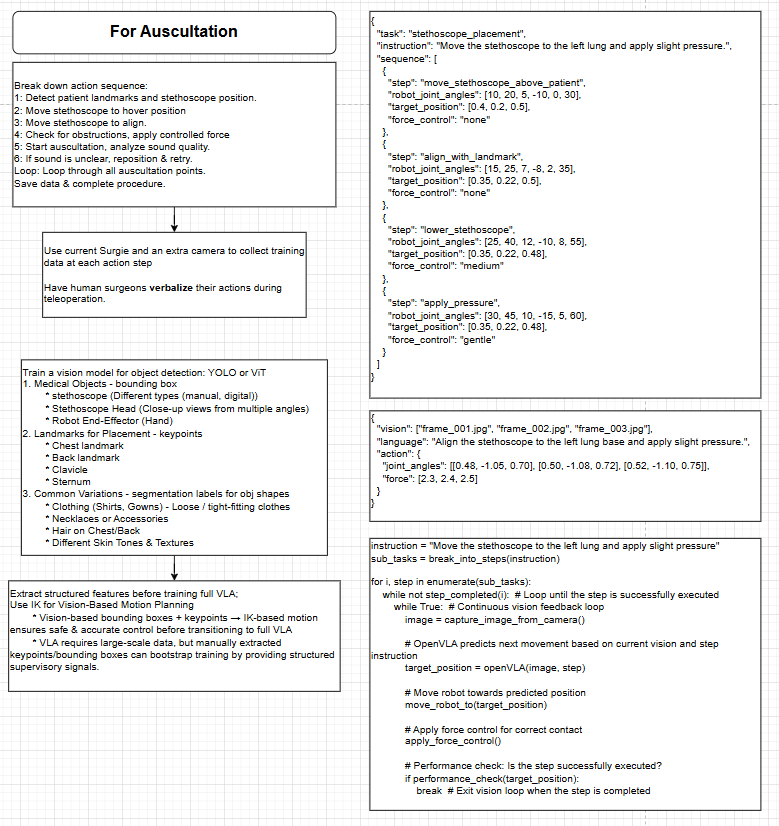 For Auscultation
Break down action sequence:
1: Detect patient landmarks and stethoscope position.
2: Move stethoscope to hover position
3: Move stethoscope to align.
4: Check for obstructions, apply controlled force
5: Start auscultation, analyze sound quality.
6: If sound is unclear, reposition & retry.
Loop: Loop through all auscultation points.
Save data & complete procedure.
Use current Surgie and an extra camera to collect training
data at each action step
Have human surgeons verbalize their actions during
teleoperation.
Train a vision model for object detection: YOLO or ViT
1. Medical Objects - bounding box
* stethoscope (Different types (manual, digital))
* Stethoscope Head (Close-up views from multiple angles)
* Robot End-Effector (Hand)
2. Landmarks for Placement - keypoints
* Chest landmark
* Back landmark
* Clavicle
* Sternum
3. Common Variations - segmentation labels for obj shapes
* Clothing (Shirts, Gowns) - Loose / tight-fitting clothes
* Necklaces or Accessories
* Hair on Chest/Back
* Different Skin Tones & Textures
Extract structured features before training full VLA;
Use IK for Vision-Based Motion Planning
* Vision-based bounding boxes + keypoints → IK-based motion
ensures safe & accurate control before transitioning to full VLA
* VLA requires large-scale data, but manually extracted
keypoints/bounding boxes can bootstrap training by providing structured
supervisory signals.
{
"task": "stethoscope_placement",
"instruction": "Move the stethoscope to the left lung and apply slight pressure.",
"sequence": [
{
"step": "move_stethoscope_above_patient",
"robot_joint_angles": [10, 20, 5, -10, 0, 30],
"target_position": [0.4, 0.2, 0.5],
"force_control": "none"
},
{
"step": "align_with_landmark",
"robot_joint_angles": [15, 25, 7, -8, 2, 35],
"target_position": [0.35, 0.22, 0.5],
"force_control": "none"
},
{
"step": "lower_stethoscope",
"robot_joint_angles": [25, 40, 12, -10, 8, 55],
"target_position": [0.35, 0.22, 0.48],
"force_control": "medium"
},
{
"step": "apply_pressure",
"robot_joint_angles": [30, 45, 10, -15, 5, 60],
"target_position": [0.35, 0.22, 0.48],
"force_control": "gentle"
}
]
}
{
"vision": ["frame_001.jpg", "frame_002.jpg", "frame_003.jpg"],
"language": "Align the stethoscope to the left lung base and apply slight pressure.",
"action": {
"joint_angles": [[0.48, -1.05, 0.70], [0.50, -1.08, 0.72], [0.52, -1.10, 0.75]],
"force": [2.3, 2.4, 2.5]
}
}
instruction = "Move the stethoscope to the left lung and apply slight pressure"
sub_tasks = break_into_steps(instruction)
for i, step in enumerate(sub_tasks):
while not step_completed(i): # Loop until the step is successfully executed
while True: # Continuous vision feedback loop
image = capture_image_from_camera()
# OpenVLA predicts next movement based on current vision and step
instruction
target_position = openVLA(image, step)
# Move robot towards predicted position
move_robot_to(target_position)
# Apply force control for correct contact
apply_force_control()
# Performance check: Is the step successfully executed?
if performance_check(target_position):
break # Exit vision loop when the step is completed